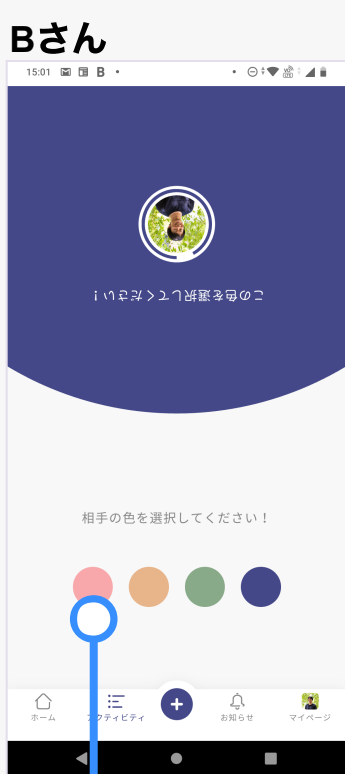 Bさん
15:01 B
この色を選択してください！
相手の色を選択してください！
ホーム アクティビティ お知らせ マイページ